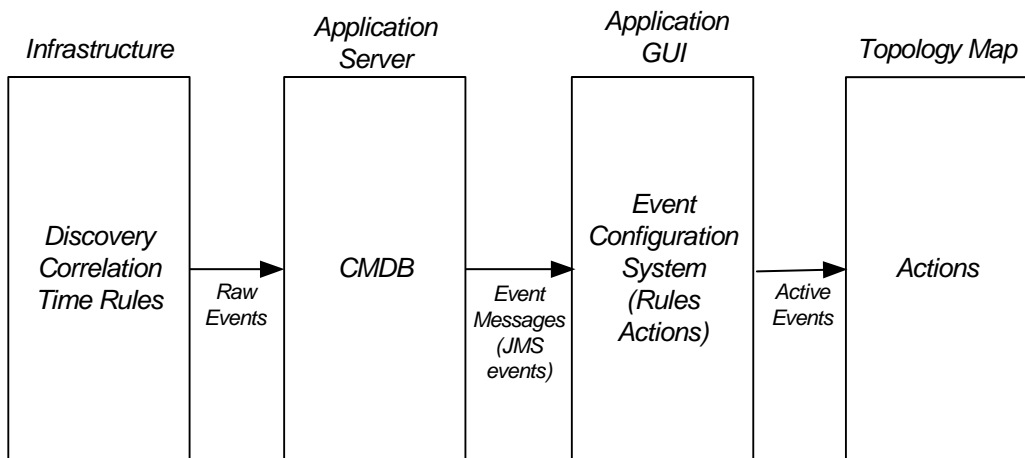 Infrastructure
Application
Server
Application
GUI
Topology Map
Discovery
Correlation
Time Rules
Raw
Events
CMDB
Event
Messages
(JMS
events)
Event
Configuration
System
(Rules
Actions)
Active
Events
Actions